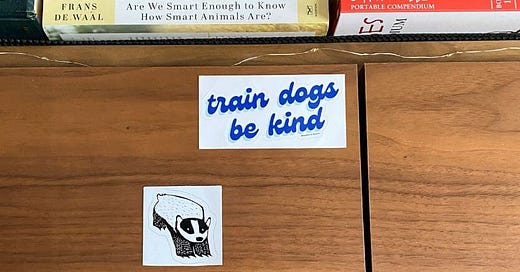 FRANS
DE WAAL
Are We Smart Enough to Know
How Smart Animals Are?
PORTABLE COMPENDIUM
train dogs
be kind